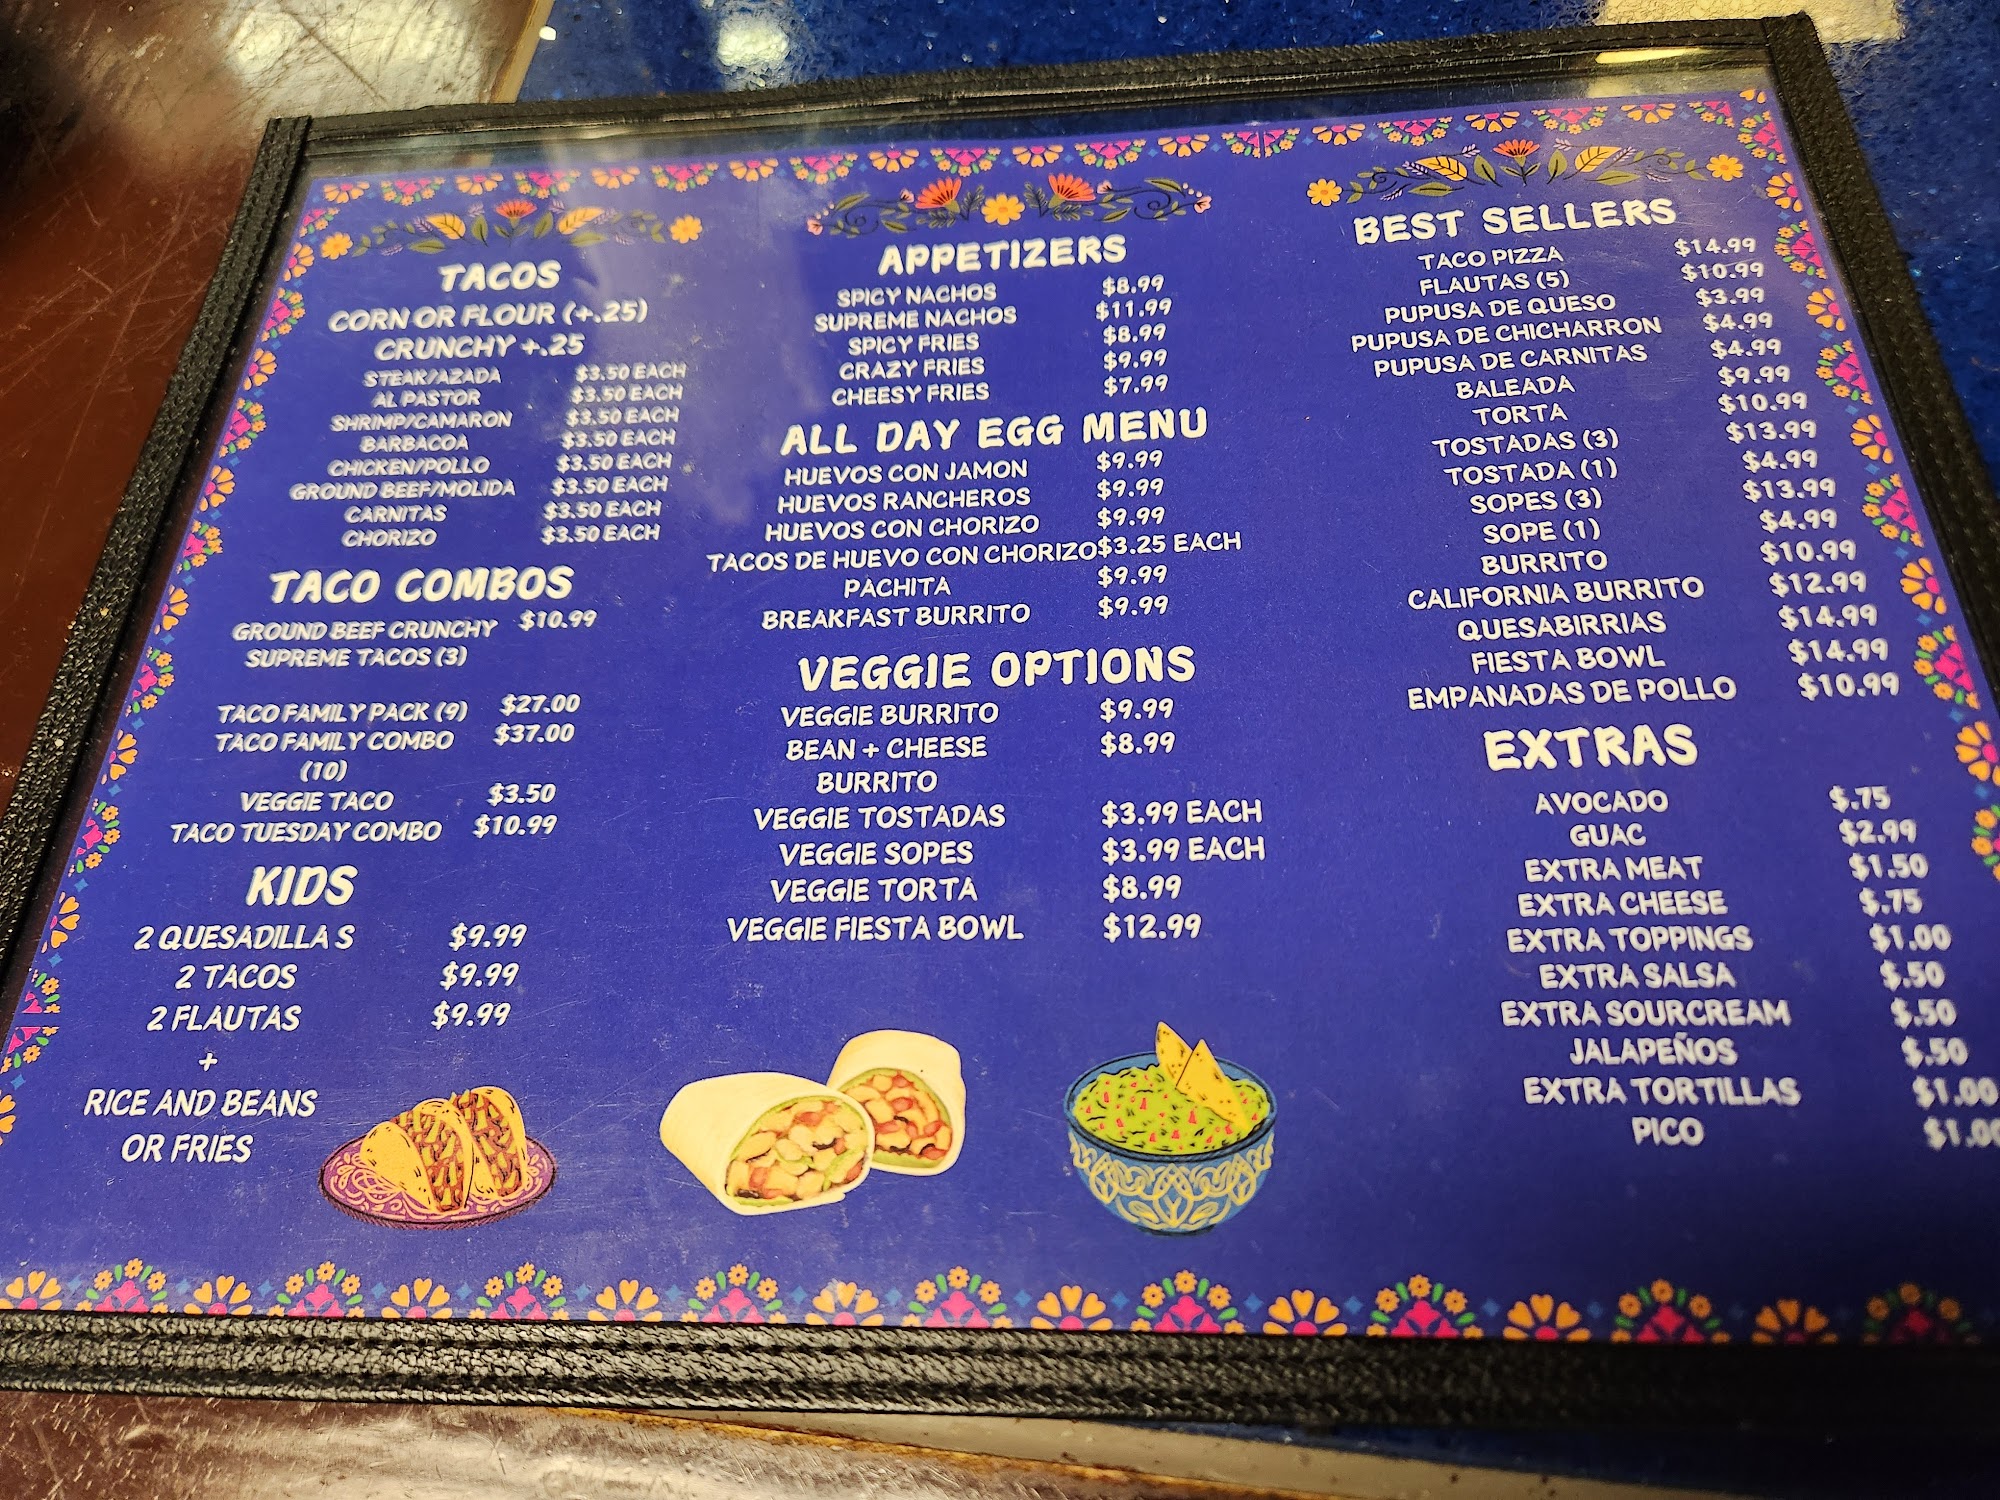 TACOS
CORN OR FLOUR (+.25)
CRUNCHY +.25
STEAK/AZADA $3.50 EACH
AL PASTOR $3.50 EACH
SHRIMP/CAMARON $3.50 EACH
BARBACOA $3.50 EACH
CHICKEN/POLLO $3.50 EACH
GROUND BEEF/MOLIDA $3.50 EACH
CARNITAS $3.50 EACH
CHORIZO $3.50 EACH
TACO COMBOS
GROUND BEEF CRUNCHY $10.99
SUPREME TACOS (3)
TACO FAMILY PACK (9) $27.00
TACO FAMILY COMBO $37.00
(10)
VEGGIE TACO $3.50
TACO TUESDAY COMBO $10.99
KIDS
2 QUESADILLA S $9.99
2 TACOS $9.99
2 FLAUTAS $9.99
+
RICE AND BEANS
OR FRIES
APPETIZERS
SPICY NACHOS $8.99
SUPREME NACHOS $11.99
SPICY FRIES $8.99
CRAZY FRIES $9.99
CHEESY FRIES $7.99
ALL DAY EGG MENU
HUEVOS CON JAMON $9.99
HUEVOS RANCHEROS $9.99
HUEVOS CON CHORIZO $9.99
TACOS DE HUEVO CON CHORIZO $3.25 EACH
PACHITA $9.99
BREAKFAST BURRITO $9.99
VEGGIE OPTIONS
VEGGIE BURRITO $9.99
BEAN + CHEESE $8.99
BURRITO
VEGGIE TOSTADAS $3.99 EACH
VEGGIE SOPES $3.99 EACH
VEGGIE TORTA $8.99
VEGGIE FIESTA BOWL $12.99
BEST SELLERS
TACO PIZZA $14.99
FLAUTAS (5) $10.99
PUPUSA DE QUESO $3.99
PUPUSA DE CHICHARRON $4.99
PUPUSA DE CARNITAS $4.99
BALEADA $9.99
TORTA $10.99
TOSTADAS (3) $13.99
TOSTADA (1) $4.99
SOPES (3) $13.99
SOPE (1) $4.99
BURRITO $10.99
CALIFORNIA BURRITO $12.99
QUESABIRRIAS $14.99
FIESTA BOWL $14.99
EMPANADAS DE POLLO $10.99
EXTRAS
AVOCADO $.75
GUAC $2.99
EXTRA MEAT $1.50
EXTRA CHEESE $.75
EXTRA TOPPINGS $1.00
EXTRA SALSA $.50
EXTRA SOURCREAM $.50
JALAPEÑOS $.50
EXTRA TORTILLAS $1.00
PICO $1.00